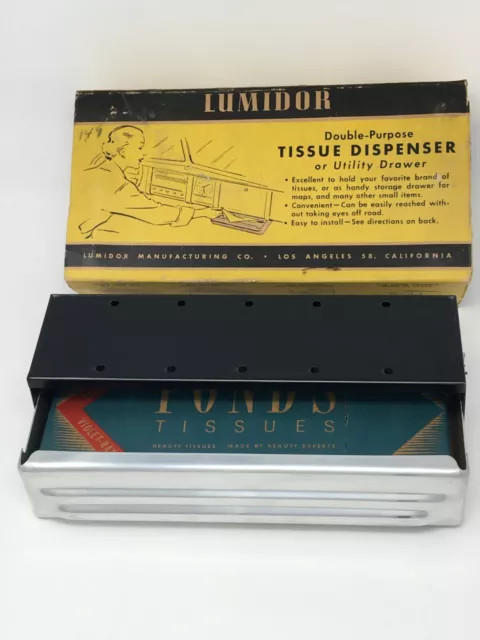 LUMIDOR
149
Double-Purpose
TISSUE DISPENSER
or Utility Drawer
• Excellent to hold your favorite brand of
tissues, or as handy storage drawer for
maps, and many other small items.
• Convenient—Can be easily reached with-
out taking eyes off road.
• Easy to install—See directions on back.
LUMIDOR MANUFACTURING CO. • LOS ANGELES 58, CALIFORNIA
POND'S
TISSUES
BEAUTY TISSUES MADE BY BEAUTY EXPERTS